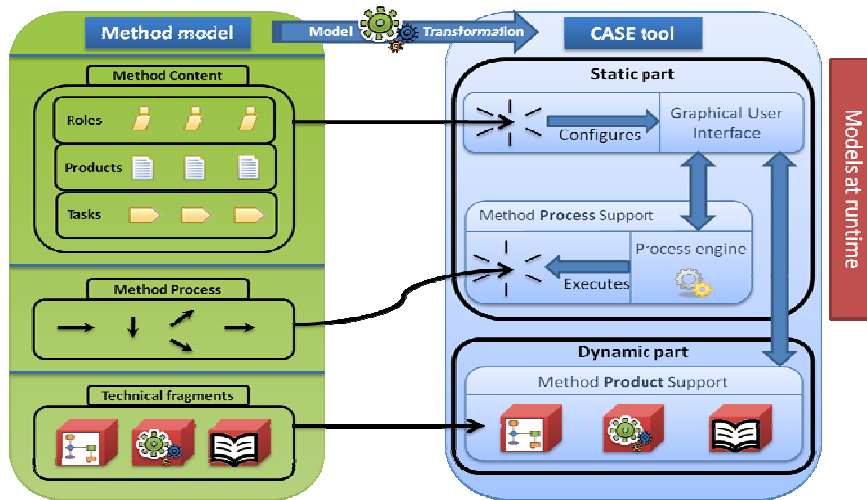 Method model
Model Transformation
CASE tool
Method Content
Roles
Products
Tasks
Method Process
Technical fragments
Static part
Configures
Graphical User
Interface
Method Process Support
Process engine
Executes
Dynamic part
Method Product Support
Models at runtime